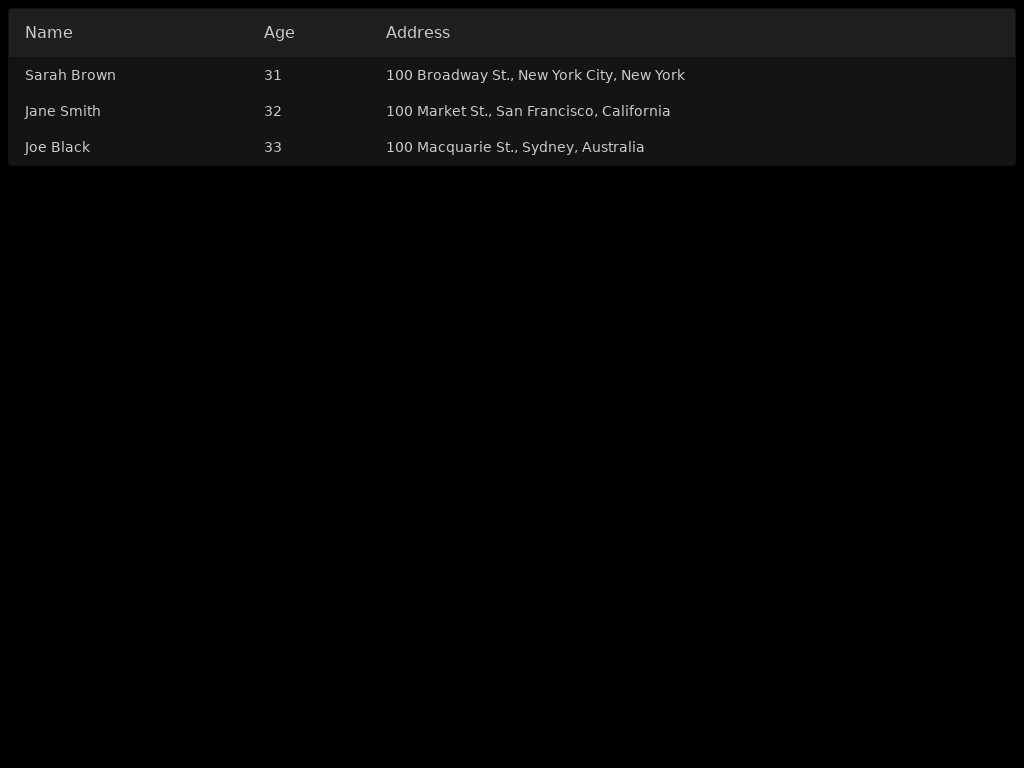 Name Age Address
Sarah Brown 31 100 Broadway St., New York City, New York
Jane Smith 32 100 Market St., San Francisco, California
Joe Black 33 100 Macquarie St., Sydney, Australia